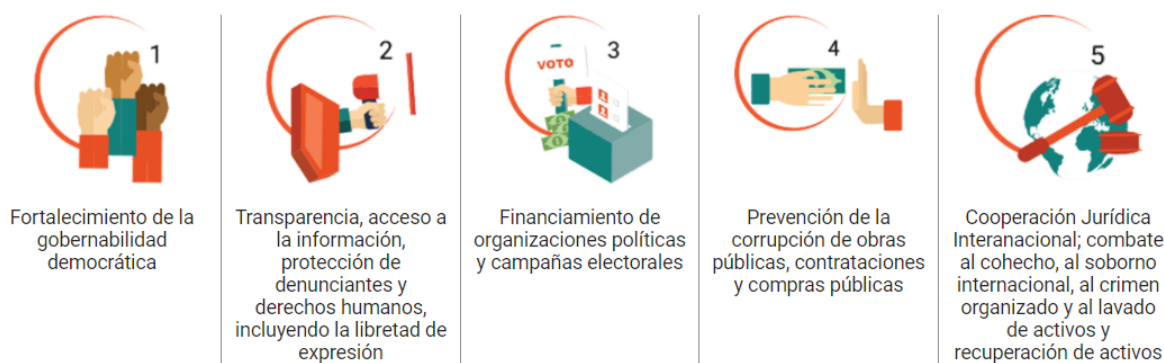 1
Fortalecimiento de la
gobernabilidad
democrática
2
Transparencia, acceso a
la información,
protección de
denunciantes y
derechos humanos,
incluyendo la libretad de
expresión
VOTO
3
Financiamiento de
organizaciones políticas
y campañas electorales
4
Prevención de la
corrupción de obras
públicas, contrataciones
y compras públicas
5
Cooperación Jurídica
Interanacional; combate
al cohecho, al soborno
internacional, al crimen
organizado y al lavado
de activos y
recuperación de activos